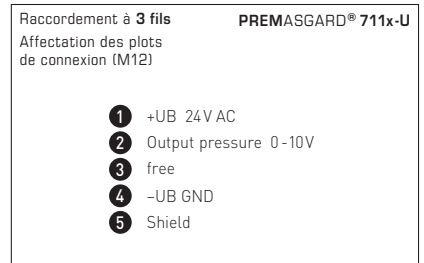 Raccordement à 3 fils
PREMASGARD® 711x-U
Affectation des plots
de connexion (M12)
1 +UB 24 V AC
2 Output pressure 0-10V
3 free
4 –UB GND
5 Shield